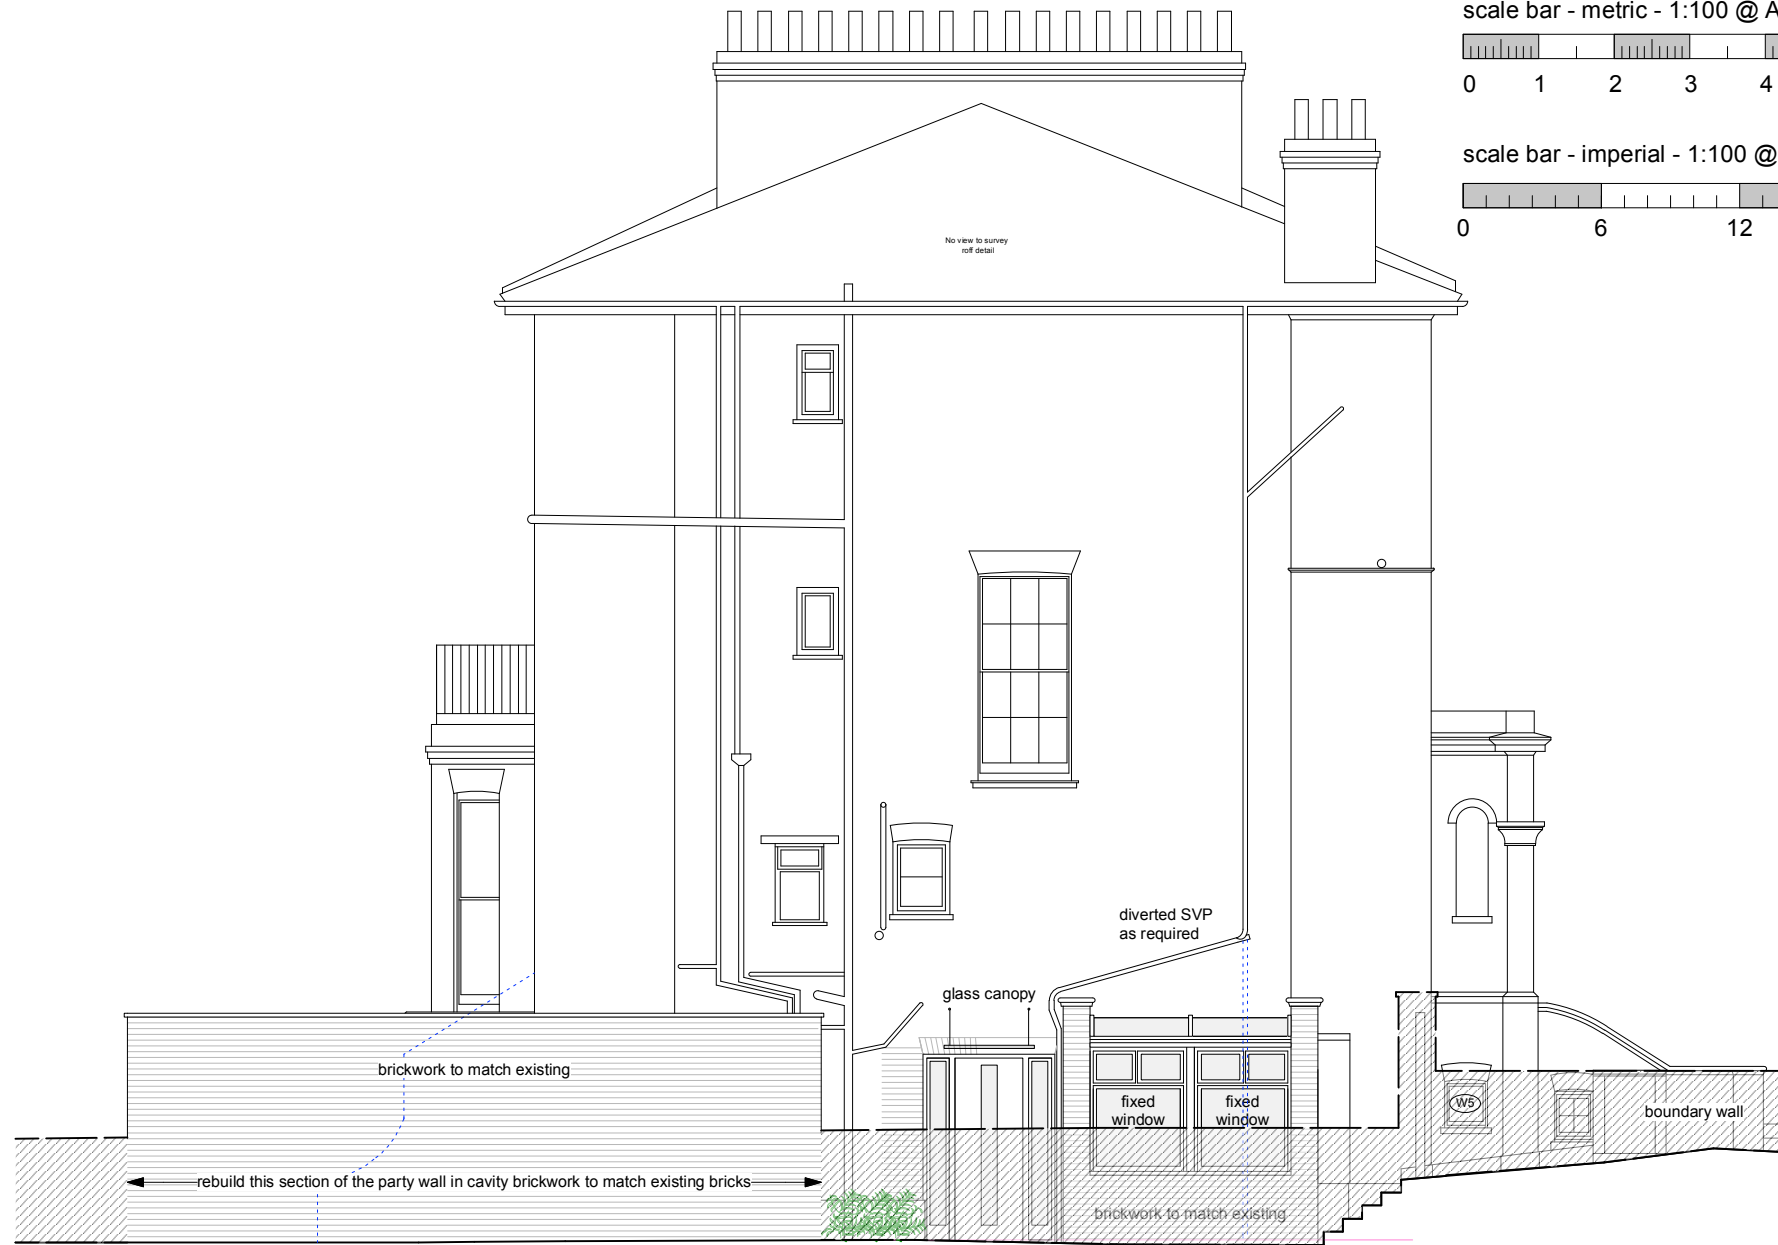 scale bar - metric - 1:100 @ A
0 1 2 3 4
scale bar - imperial - 1:100 @
0 6 12
No view to survey
roff detail
diverted SVP
as required
glass canopy
brickwork to match existing
fixed
window
fixed
window
W5
boundary wall
rebuild this section of the party wall in cavity brickwork to match existing bricks
brickwork to match existing